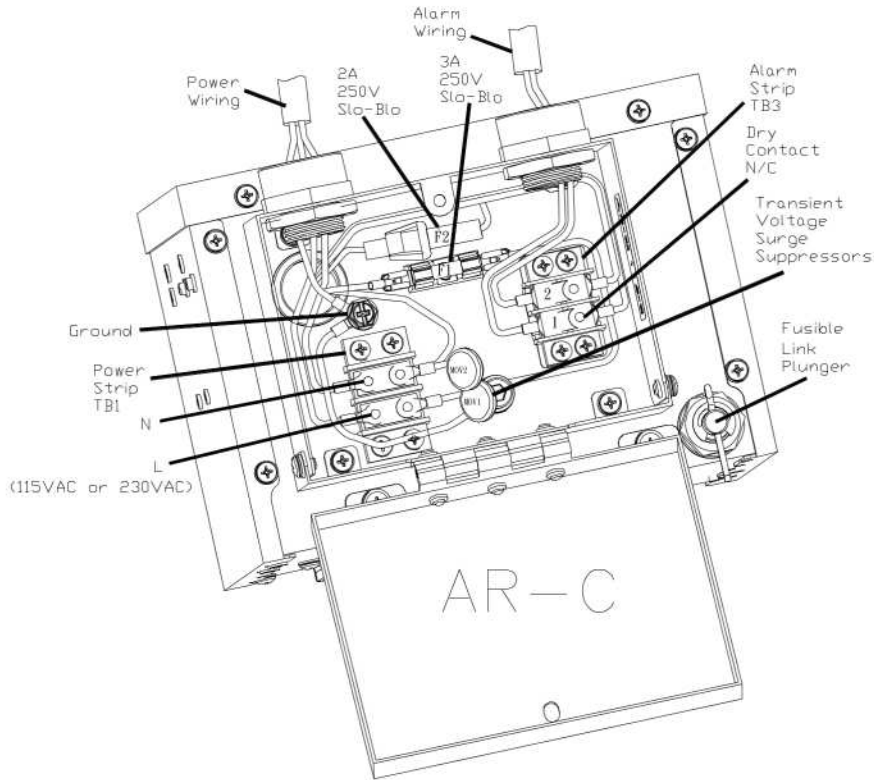 Alarm
Wiring
Power
Wiring
2A
250V
Slo-Blo
3A
250V
Slo-Blo
Alarm
Strip
TB3
Dry
Contact
N/C
Transient
Voltage
Surge
Suppressors
F2
F
2
1
Ground
Fusible
Link
Plunger
Power
Strip
TB1
MOV2
MOV1
N
L
(115VAC or 230VAC)
AR-C